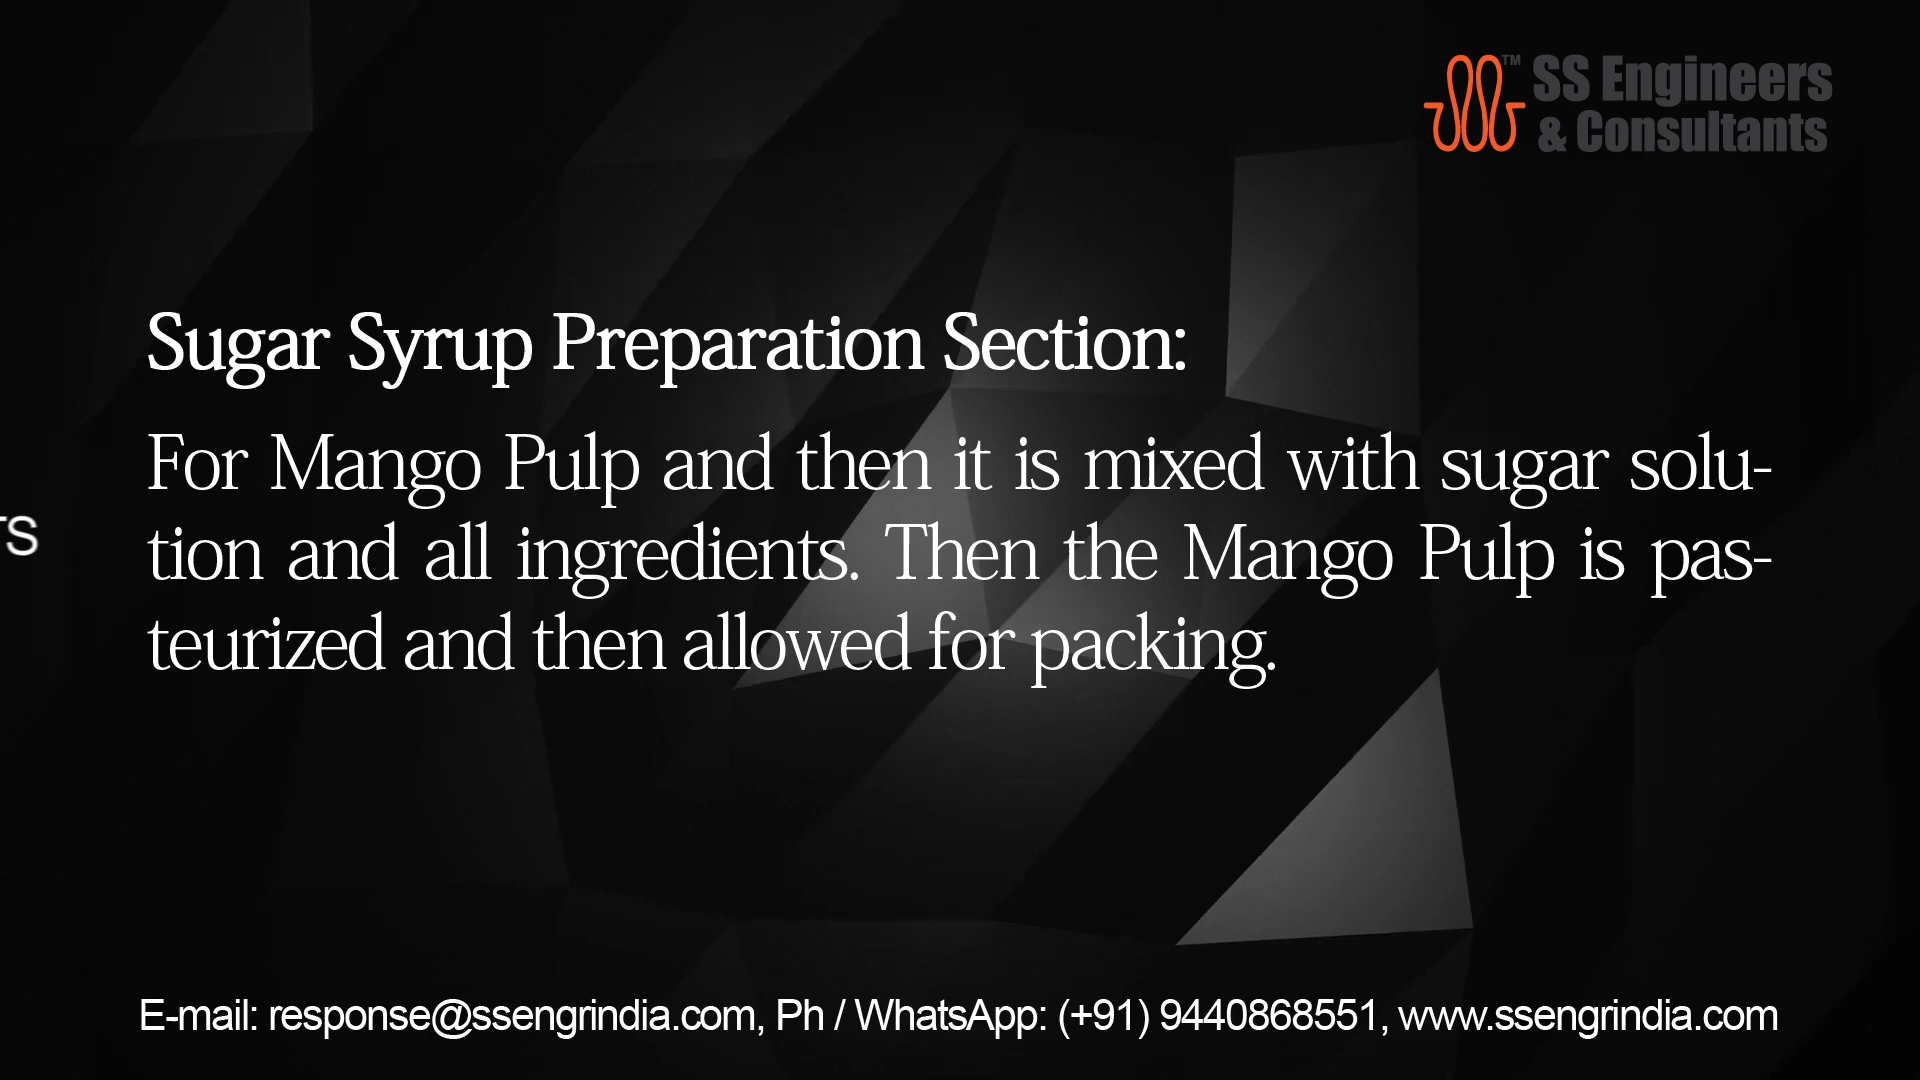 ™ SS Engineers
& Consultants
Sugar Syrup Preparation Section:
For Mango Pulp and then it is mixed with sugar solu-
tion and all ingredients. Then the Mango Pulp is pas-
teurized and then allowed for packing.
E-mail: response@ssengrindia.com, Ph / WhatsApp: (+91) 9440868551, www.ssengrindia.com